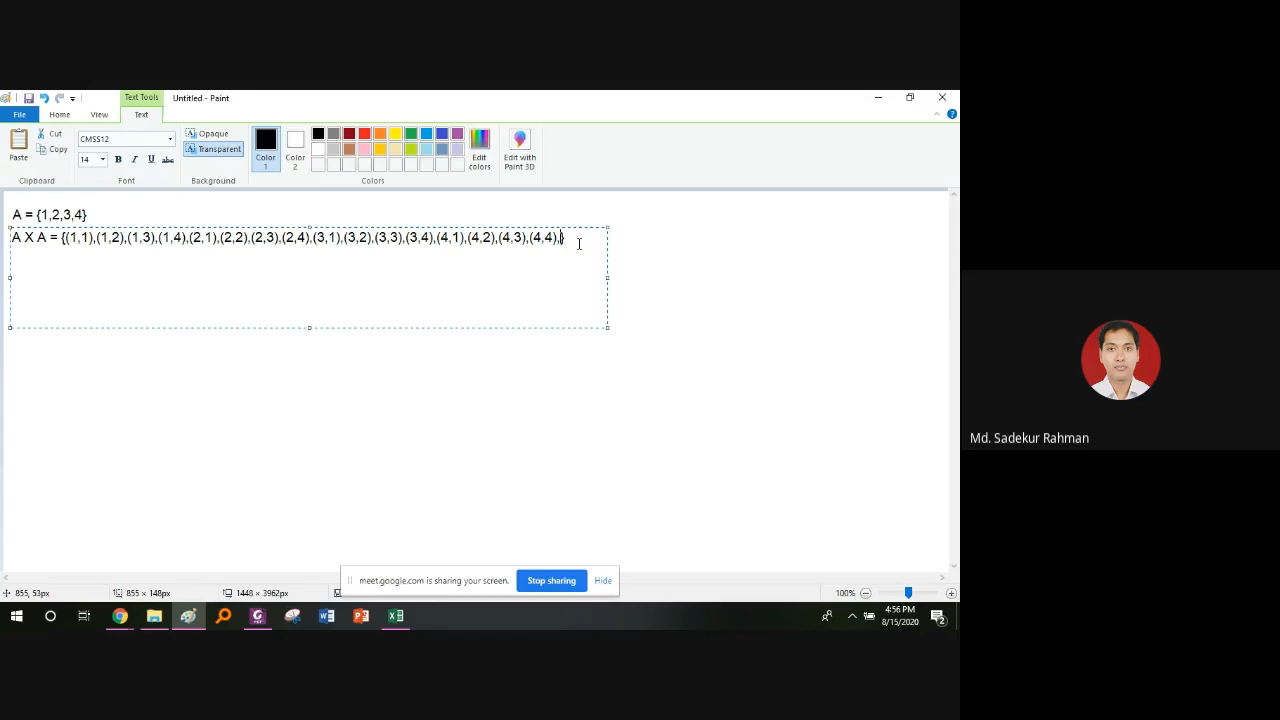 Text Tools
Untitled - Paint
File
Home
View
Text
Paste
Cut
Copy
Clipboard
CMSS12
14
B
I
U
abc
Font
Opaque
Transparent
Background
Color 1
Color 2
Edit colors
Colors
Edit with Paint 3D
A = {1,2,3,4}
A X A = {(1,1),(1,2),(1,3),(1,4),(2,1),(2,2),(2,3),(2,4),(3,1),(3,2),(3,3),(3,4),(4,1),(4,2),(4,3),(4,4),}
Md. Sadekur Rahman
meet.google.com is sharing your screen.
Stop sharing
Hide
855, 53px
855 × 148px
1448 × 3962px
100%
4:56 PM
8/15/2020
2